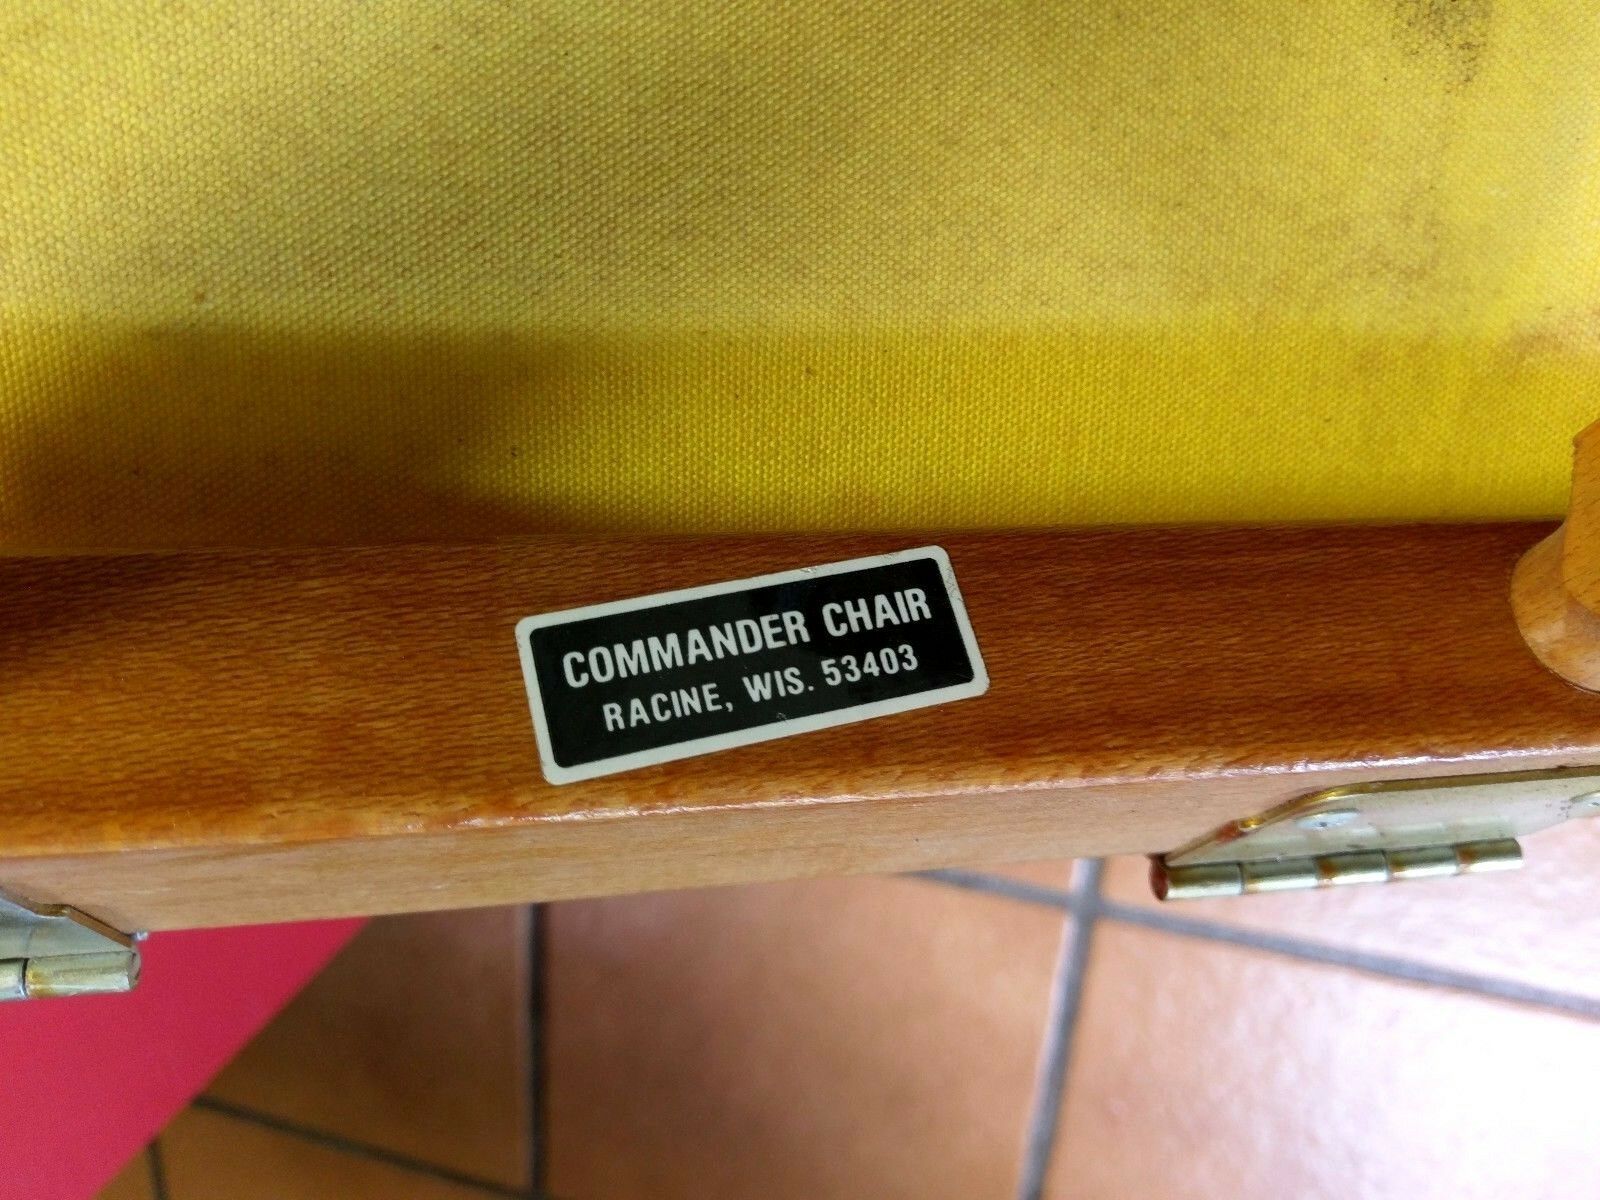 COMMANDER CHAIR
RACINE, WIS. 53403